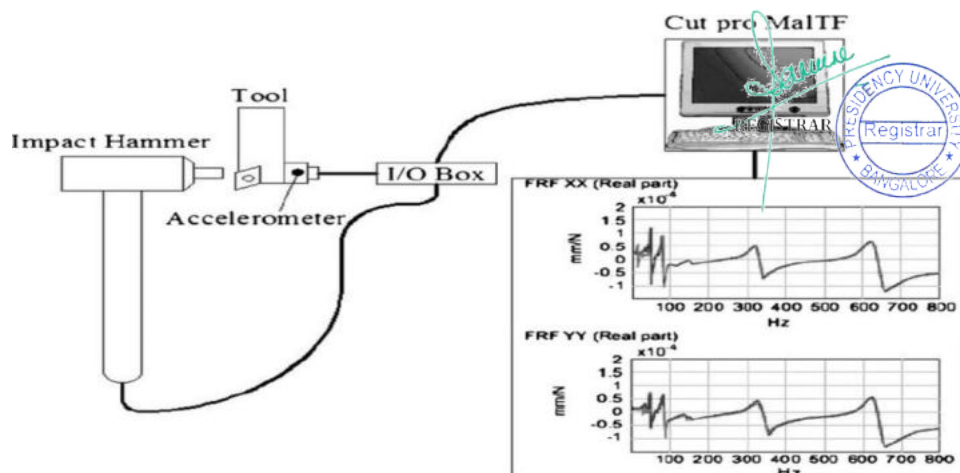 Cut pro MalTF
Tool
Impact Hammer
I/O Box
Accelerometer
REGISTRAR
PRESIDENCY UNIVERSITY
Registrar
★ BANGALORE ★
FRF XX (Real part)
x10⁻⁴
2
1.5
1
0.5
0
-0.5
-1
mm/N
100 200 300 400 500 600 700 800
Hz
FRF YY (Real part)
x10⁻⁴
2
1.5
1
0.5
0
-0.5
-1
mm/N
100 200 300 400 500 600 700 800
Hz